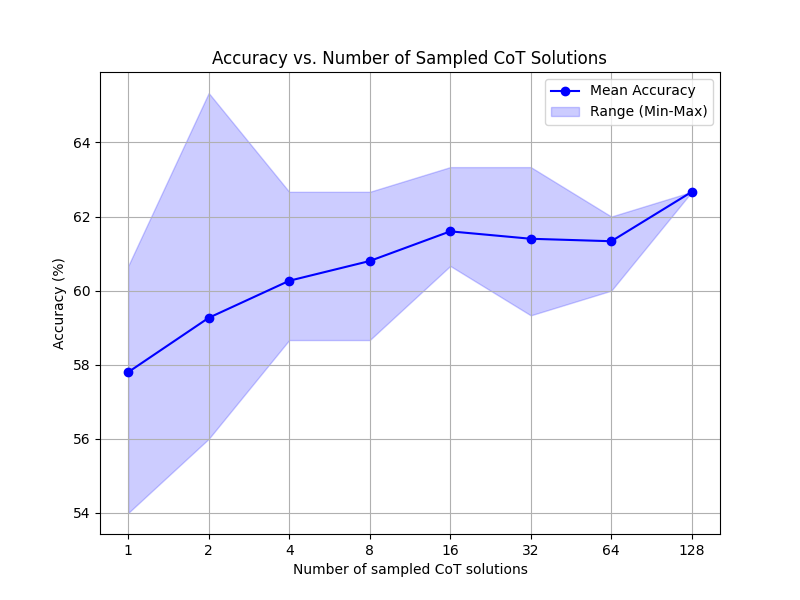 Accuracy vs. Number of Sampled CoT Solutions
Mean Accuracy
Range (Min-Max)
Accuracy (%)
64
62
60
58
56
54
1 2 4 8 16 32 64 128
Number of sampled CoT solutions